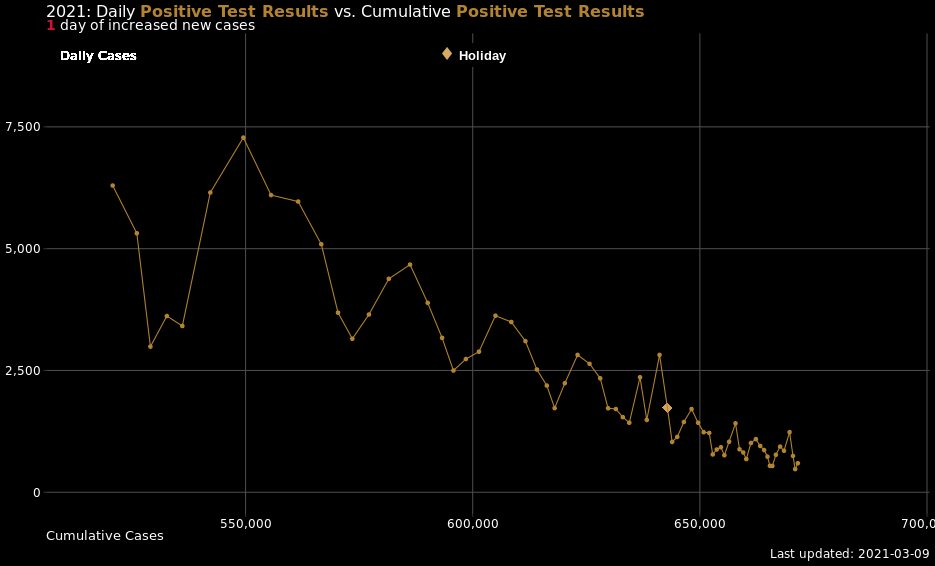 2021: Daily Positive Test Results vs. Cumulative Positive Test Results
1 day of increased new cases
Daily Cases
Holiday
7,500
5,000
2,500
0
550,000
600,000
650,000
700,0
Cumulative Cases
Last updated: 2021-03-09